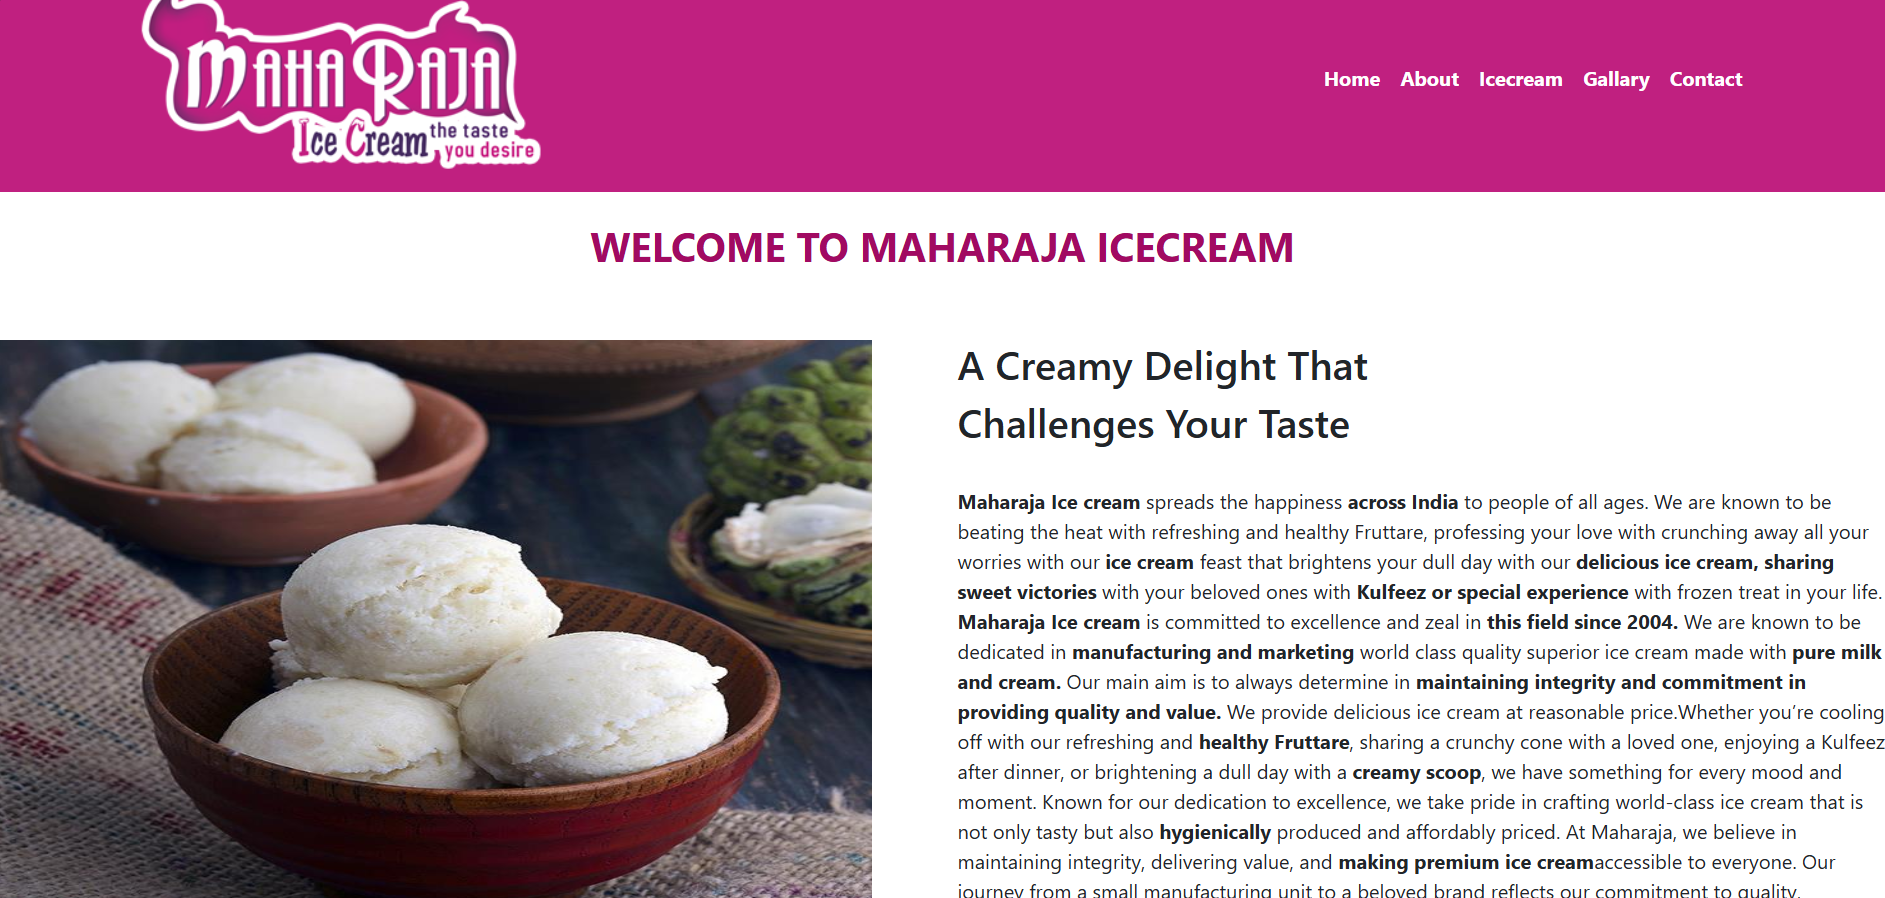 MAHA RAJA
Ice Cream the taste
you desire
Home About Icecream Gallary Contact
WELCOME TO MAHARAJA ICECREAM
A Creamy Delight That
Challenges Your Taste
Maharaja Ice cream spreads the happiness across India to people of all ages. We are known to be
beating the heat with refreshing and healthy Fruttare, professing your love with crunching away all your
worries with our ice cream feast that brightens your dull day with our delicious ice cream, sharing
sweet victories with your beloved ones with Kulfeez or special experience with frozen treat in your life.
Maharaja Ice cream is committed to excellence and zeal in this field since 2004. We are known to be
dedicated in manufacturing and marketing world class quality superior ice cream made with pure milk
and cream. Our main aim is to always determine in maintaining integrity and commitment in
providing quality and value. We provide delicious ice cream at reasonable price.Whether you’re cooling
off with our refreshing and healthy Fruttare, sharing a crunchy cone with a loved one, enjoying a Kulfeez
after dinner, or brightening a dull day with a creamy scoop, we have something for every mood and
moment. Known for our dedication to excellence, we take pride in crafting world-class ice cream that is
not only tasty but also hygienically produced and affordably priced. At Maharaja, we believe in
maintaining integrity, delivering value, and making premium ice creamaccessible to everyone. Our
journey from a small manufacturing unit to a beloved brand reflects our commitment to quality,